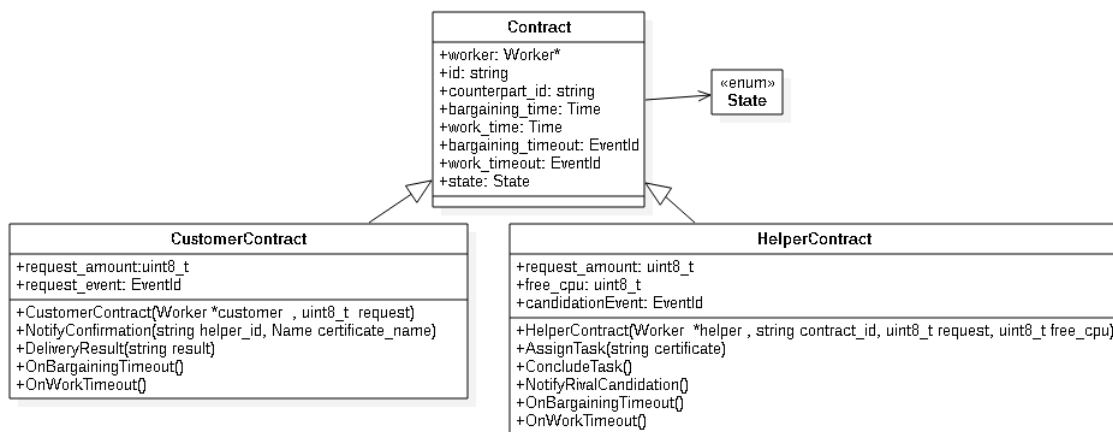 Contract
+worker: Worker*
+id: string
+counterpart_id: string
+bargaining_time: Time
+work_time: Time
+bargaining_timeout: EventId
+work_timeout: EventId
+state: State
«enum»
State
CustomerContract
+request_amount:uint8_t
+request_event: EventId
+CustomerContract(Worker *customer , uint8_t request)
+NotifyConfirmation(string helper_id, Name certificate_name)
+DeliveryResult(string result)
+OnBargainingTimeout()
+OnWorkTimeout()
HelperContract
+request_amount: uint8_t
+free_cpu: uint8_t
+candidationEvent: EventId
+HelperContract(Worker *helper , string contract_id, uint8_t request, uint8_t free_cpu)
+AssignTask(string certificate)
+ConcludeTask()
+NotifyRivalCandidation()
+OnBargainingTimeout()
+OnWorkTimeout()